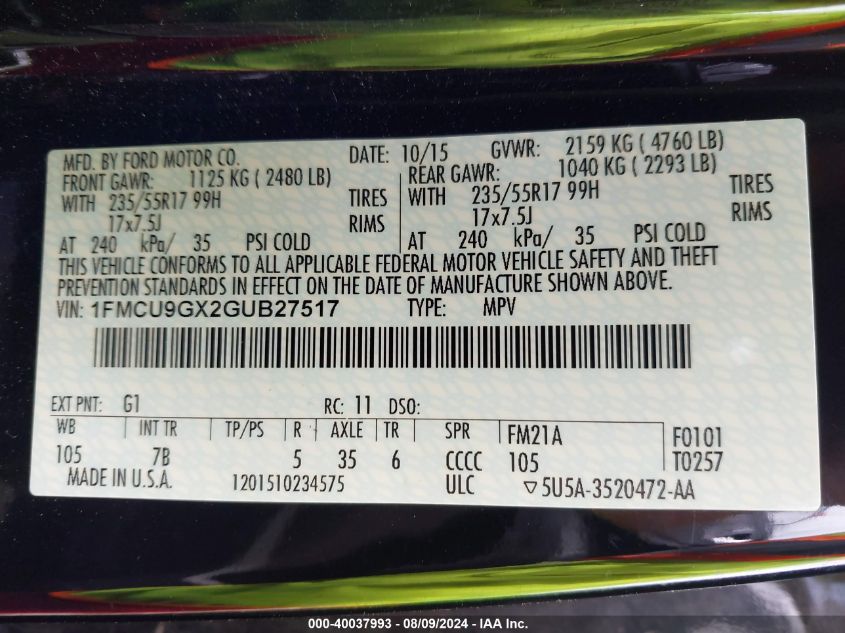 MFD. BY FORD MOTOR CO. DATE: 10/15 GVWR: 2159 KG ( 4760 LB)
FRONT GAWR: 1125 KG ( 2480 LB) REAR GAWR: 1040 KG ( 2293 LB)
WITH 235/55R17 99H TIRES WITH 235/55R17 99H TIRES
17x7.5J RIMS 17x7.5J RIMS
AT 240 kPa/ 35 PSI COLD AT 240 kPa/ 35 PSI COLD
THIS VEHICLE CONFORMS TO ALL APPLICABLE FEDERAL MOTOR VEHICLE SAFETY AND THEFT
PREVENTION STANDARDS IN EFFECT ON THE DATE OF MANUFACTURE SHOWN ABOVE.
VIN: 1FMCU9GX2GUB27517 TYPE: MPV
EXT PNT: G1 RC: 11 DSO:
WB INT TR TP/PS R AXLE TR SPR FM21A F0101
105 7B 5 35 6 CCCC 105 T0257
MADE IN U.S.A. 1201510234575 ULC ▽5U5A-3520472-AA
000-40037993 - 08/09/2024 - IAA Inc.